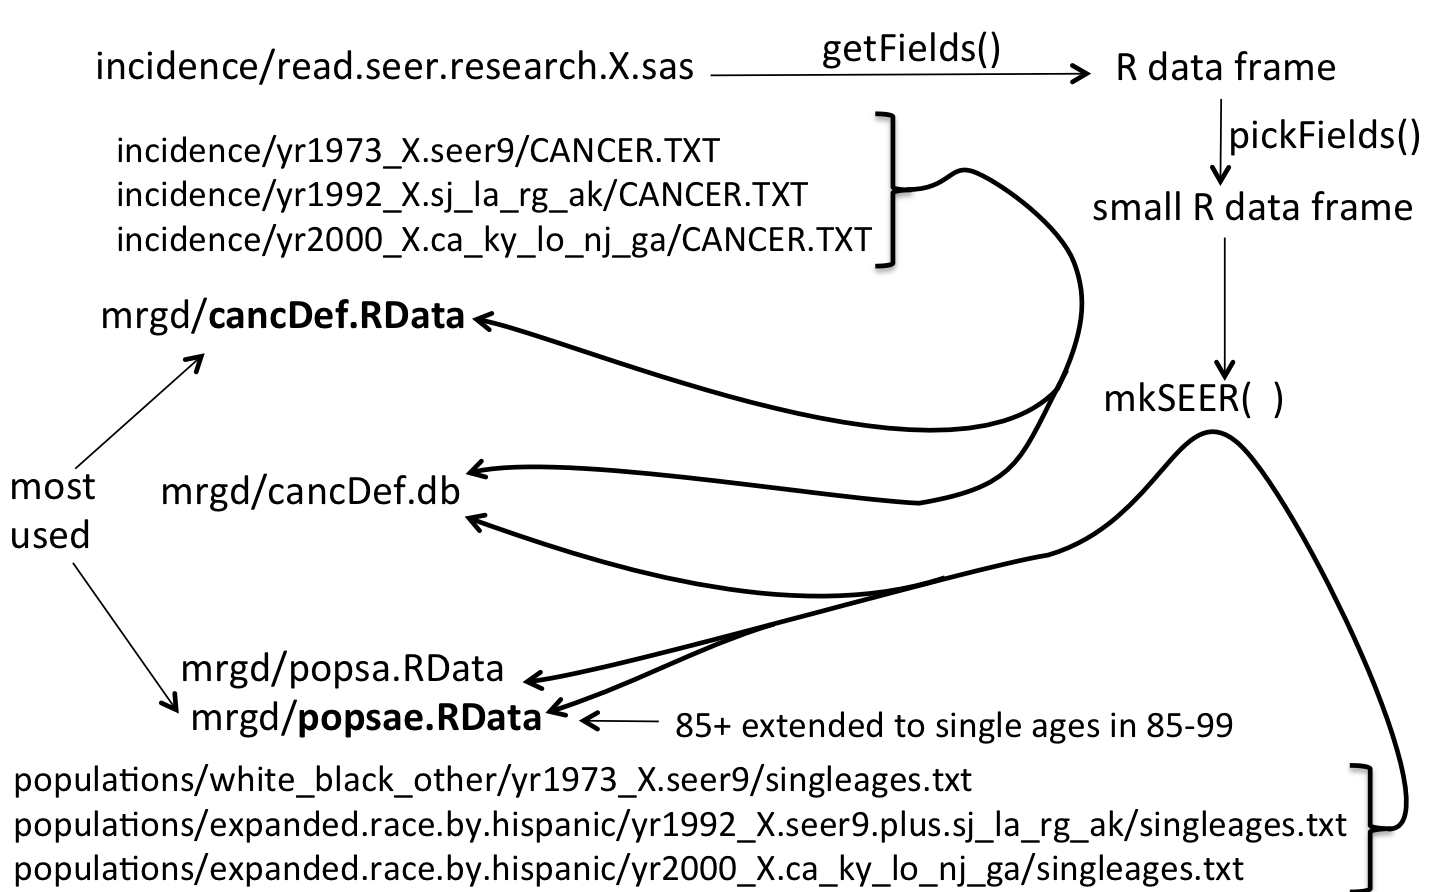 getFields()
incidence/read.seer.research.X.sas
R data frame
pickFields()
incidence/yr1973_X.seer9/CANCER.TXT
incidence/yr1992_X.sj_la_rg_ak/CANCER.TXT
small R data frame
incidence/yr2000_X.ca_ky_lo_nj_ga/CANCER.TXT
mrgd/cancDef.RData
mkSEER(  )
most
used
mrgd/cancDef.db
mrgd/popsa.RData
mrgd/popsae.RData
85+ extended to single ages in 85-99
populations/white_black_other/yr1973_X.seer9/singleages.txt
populations/expanded.race.by.hispanic/yr1992_X.seer9.plus.sj_la_rg_ak/singleages.txt
populations/expanded.race.by.hispanic/yr2000_X.ca_ky_lo_nj_ga/singleages.txt